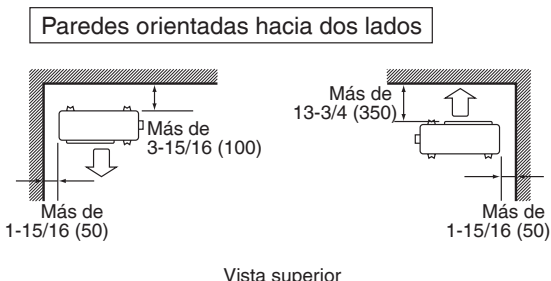 Paredes orientadas hacia dos lados
Más de
3-15/16 (100)
Más de
1-15/16 (50)
Más de
13-3/4 (350)
Más de
1-15/16 (50)
Vista superior